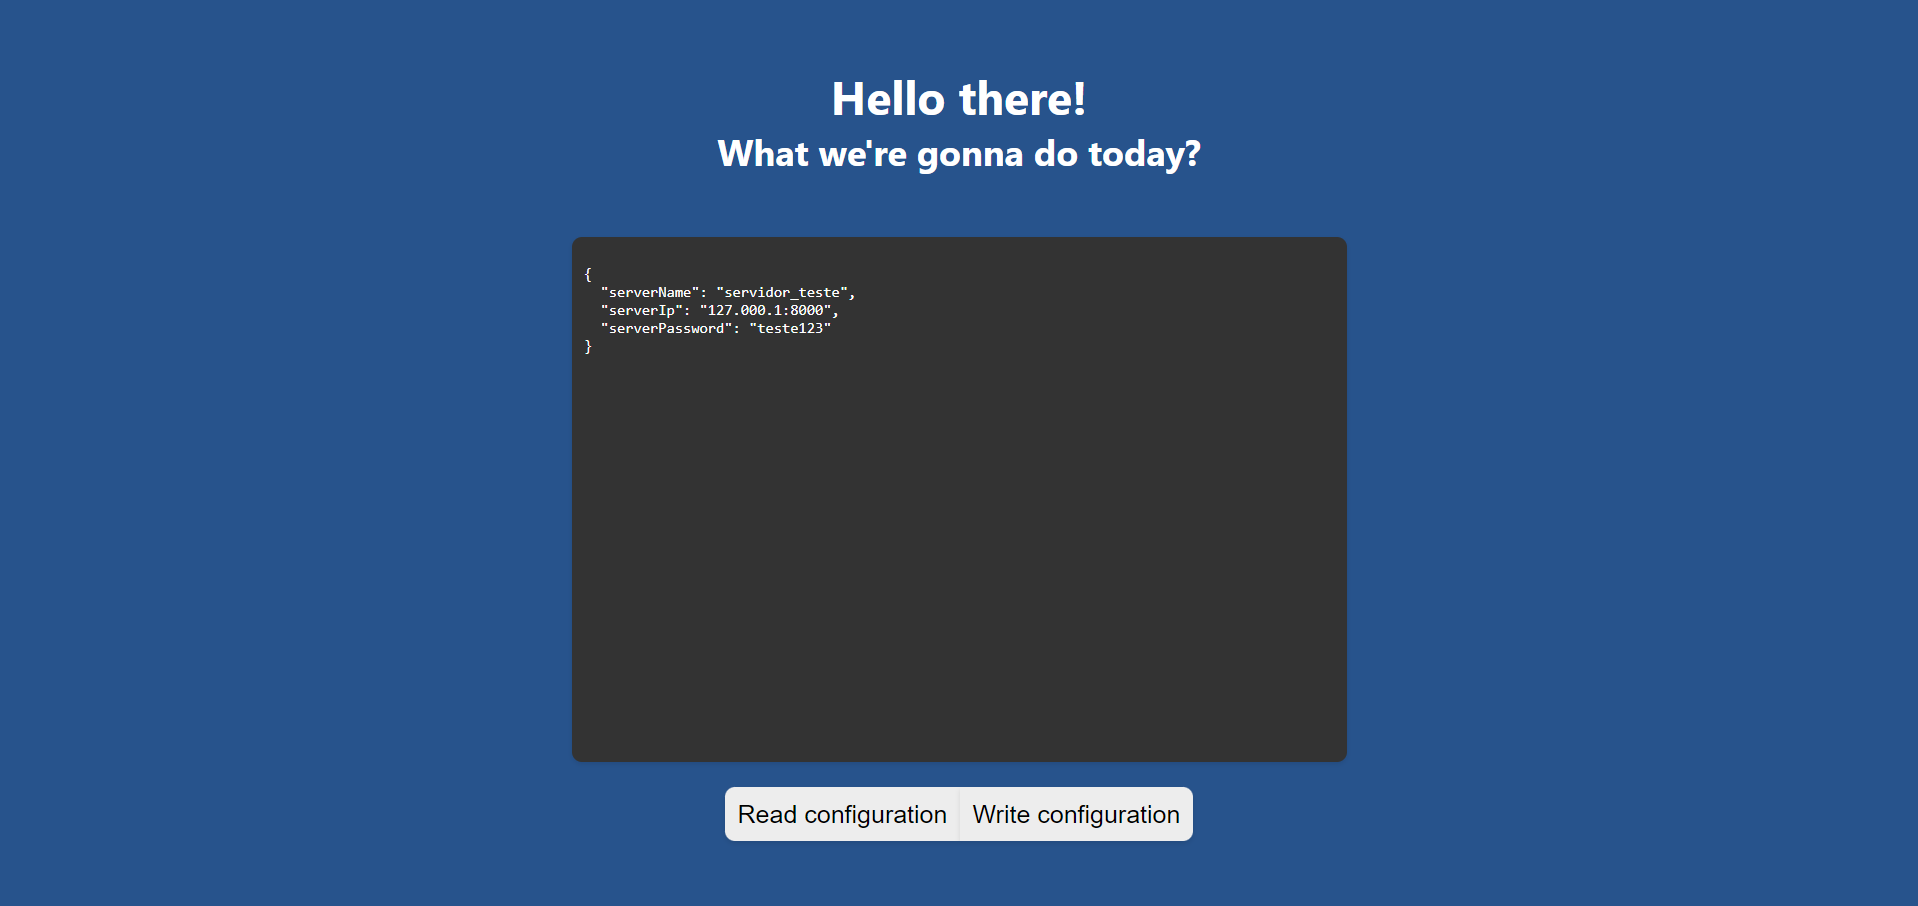 Hello there!
What we're gonna do today?
{
  "serverName": "servidor_teste",
  "serverIp": "127.000.1:8000",
  "serverPassword": "teste123"
}
Read configuration
Write configuration